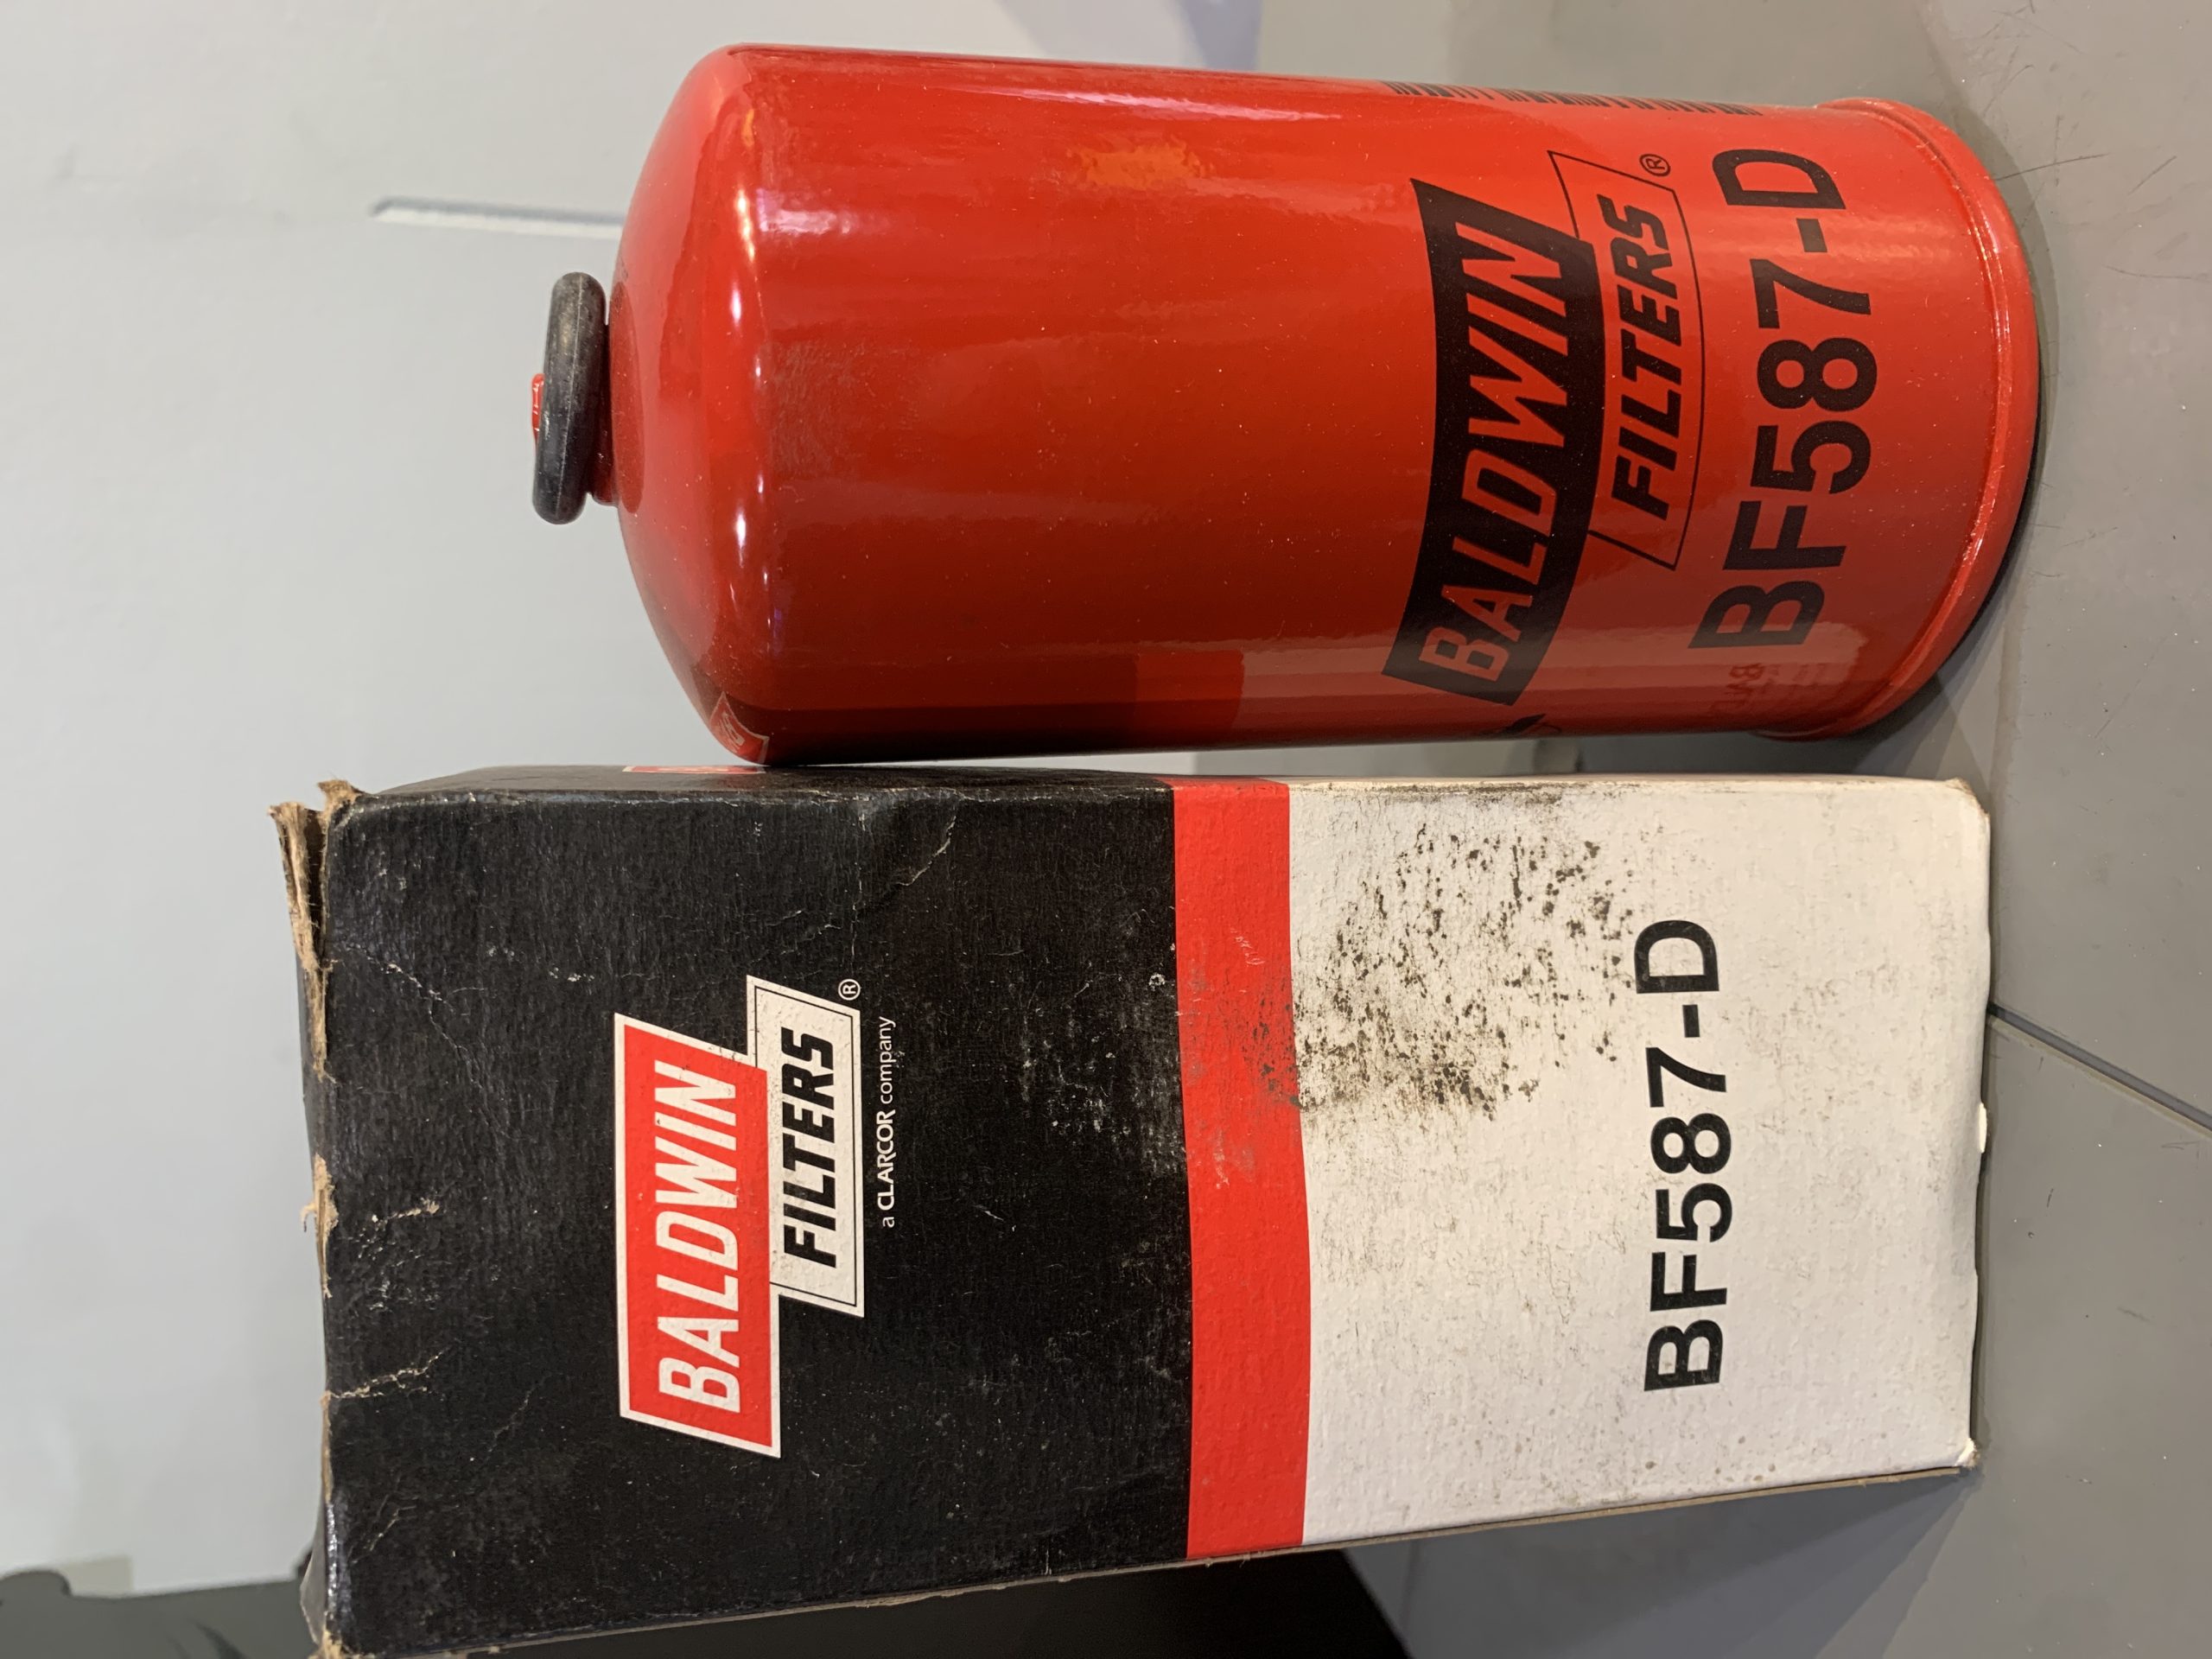 BALDWIN
FILTERS®
a CLARCOR company
BF587-D
BALDWIN
FILTERS®
BF587-D